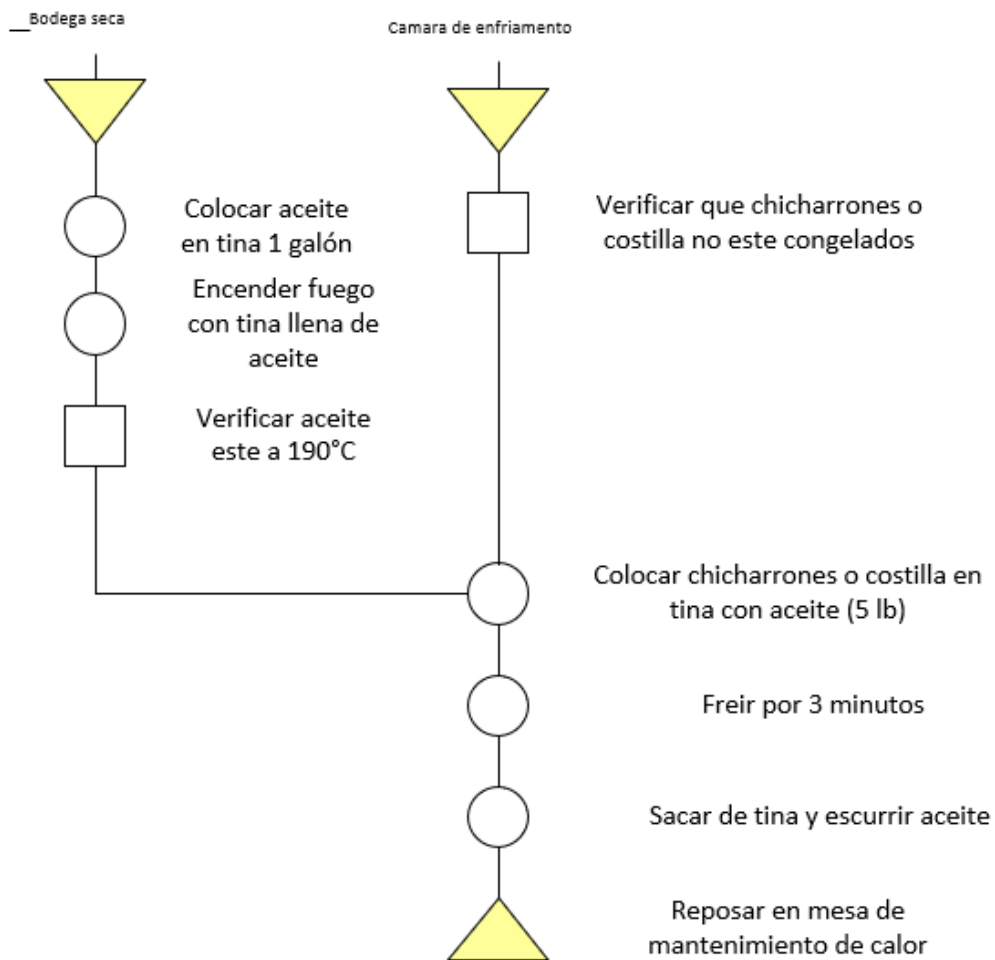 __Bodega seca
Camara de enfriamento
Colocar aceite
en tina 1 galón
Encender fuego
con tina llena de
aceite
Verificar aceite
este a 190°C
Verificar que chicharrones o
costilla no este congelados
Colocar chicharrones o costilla en
tina con aceite (5 lb)
Freir por 3 minutos
Sacar de tina y escurrir aceite
Reposar en mesa de
mantenimiento de calor